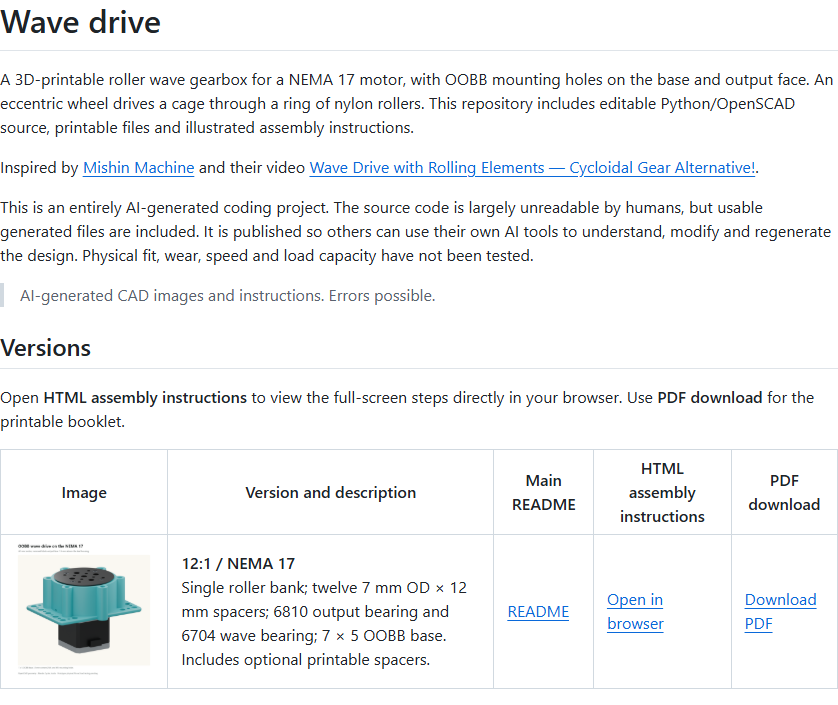 Wave drive
A 3D-printable roller wave gearbox for a NEMA 17 motor, with OOBB mounting holes on the base and output face. An
eccentric wheel drives a cage through a ring of nylon rollers. This repository includes editable Python/OpenSCAD
source, printable files and illustrated assembly instructions.
Inspired by Mishin Machine and their video Wave Drive with Rolling Elements — Cycloidal Gear Alternative!.
This is an entirely AI-generated coding project. The source code is largely unreadable by humans, but usable
generated files are included. It is published so others can use their own AI tools to understand, modify and regenerate
the design. Physical fit, wear, speed and load capacity have not been tested.
AI-generated CAD images and instructions. Errors possible.
Versions
Open HTML assembly instructions to view the full-screen steps directly in your browser. Use PDF download for the
printable booklet.
Image
Version and description
Main
README
HTML
assembly
instructions
PDF
download
OOBB wave drive on the NEMA 17
12:1 / NEMA 17
Single roller bank; twelve 7 mm OD × 12
mm spacers; 6810 output bearing and
6704 wave bearing; 7 × 5 OOBB base.
Includes optional printable spacers.
README
Open in
browser
Download
PDF